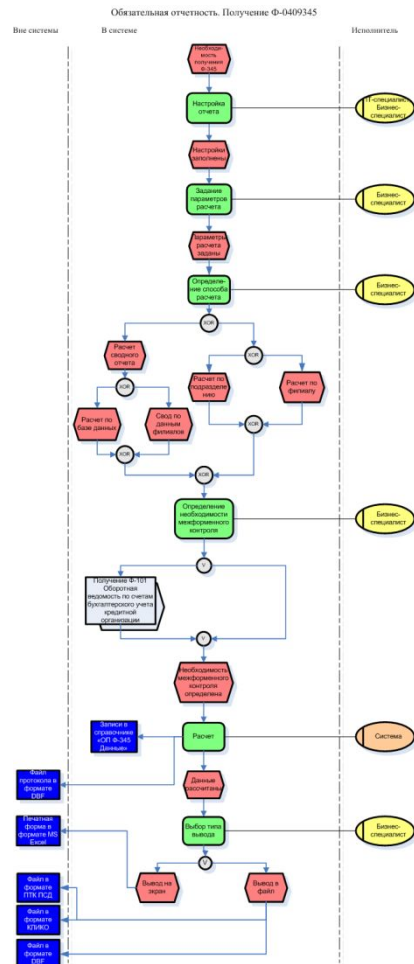 Обязательная отчетность. Получение Ф-0409345
Вне системы
В системе
Исполнитель
Необходи-
мость
получения
Ф-345
Настройка
отчета
IT-специалист
Бизнес-
специалист
Настройки
заполнены
Задание
параметров
расчета
Бизнес-
специалист
Параметры
расчета
заданы
Определе-
ние способа
расчета
Бизнес-
специалист
XOR
Расчет
сводного
отчета
XOR
XOR
Расчет по
подразделе
нию
Расчет по
филиалу
Расчет по
базе данных
Свод по
данным
филиалов
XOR
XOR
XOR
Определение
необходимости
межформенного
контроля
Бизнес-
специалист
V
Получение Ф-101
Оборотная
ведомость по счетам
бухгалтерского учета
кредитной
организации
V
Необходимость
межформенного
контроля
определена
Записи в
справочнике
«ОП Ф-345
Данные»
Расчет
Система
Файл
протокола в
формате
DBF
Данные
рассчитаны
Печатная
форма в
формате MS
Excel
Выбор типа
вывода
Бизнес-
специалист
V
Вывод на
экран
Вывод в
файл
Файл в
формате
ПТК ПСД
Файл в
формате
КЛИКО
Файл в
формате
DBF